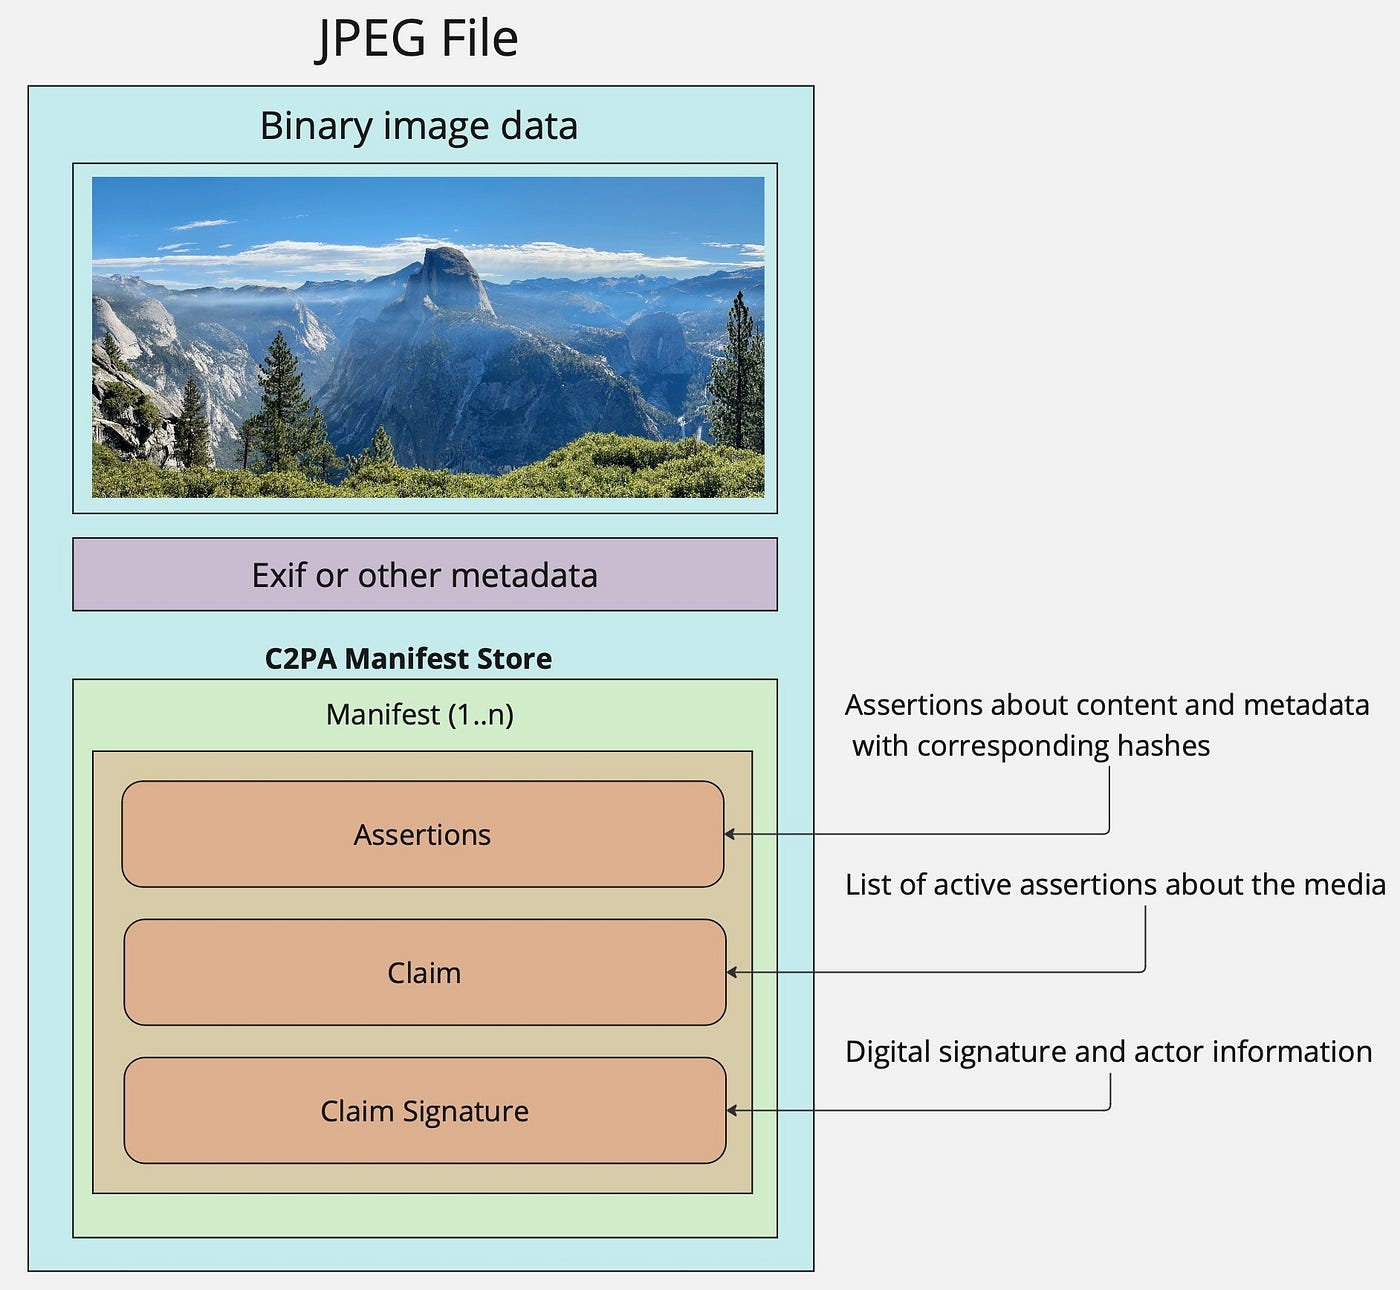 JPEG File
Binary image data
Exif or other metadata
C2PA Manifest Store
Manifest (1..n)
Assertions about content and metadata
with corresponding hashes
Assertions
List of active assertions about the media
Claim
Digital signature and actor information
Claim Signature